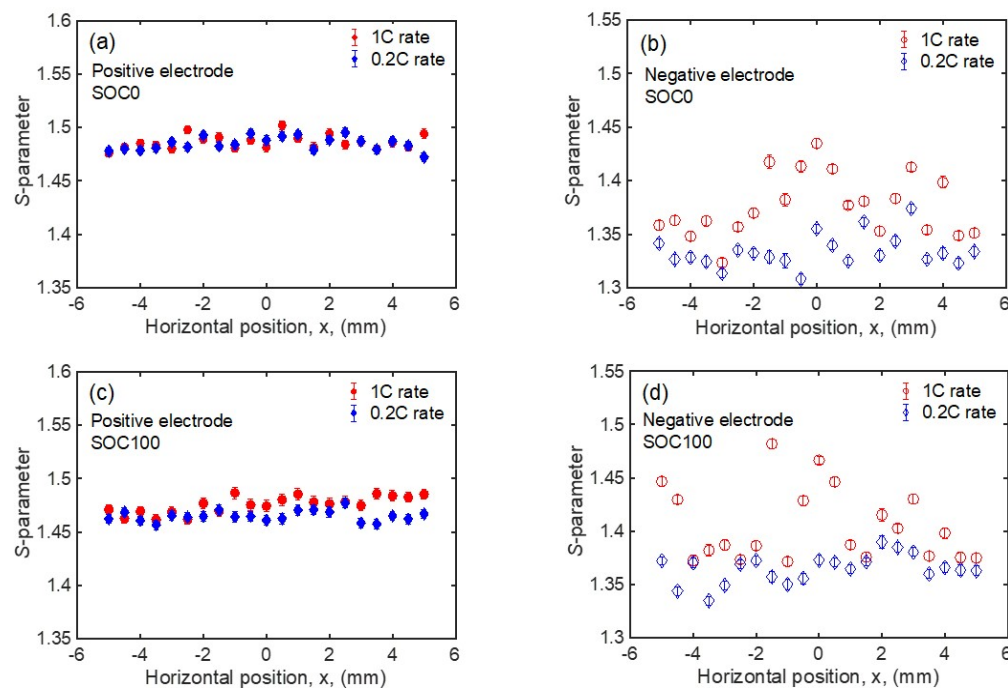 (a)
1C rate
0.2C rate
Positive electrode
SOC0
S-parameter
1.6
1.55
1.5
1.45
1.4
1.35
-6
-4
-2
0
2
4
6
Horizontal position, x, (mm)
(b)
1C rate
0.2C rate
Negative electrode
SOC0
S-parameter
1.55
1.5
1.45
1.4
1.35
1.3
-6
-4
-2
0
2
4
6
Horizontal position, x, (mm)
(c)
1C rate
0.2C rate
Positive electrode
SOC100
S-parameter
1.6
1.55
1.5
1.45
1.4
1.35
-6
-4
-2
0
2
4
6
Horizontal position, x, (mm)
(d)
1C rate
0.2C rate
Negative electrode
SOC100
S-parameter
1.55
1.5
1.45
1.4
1.35
1.3
-6
-4
-2
0
2
4
6
Horizontal position, x, (mm)